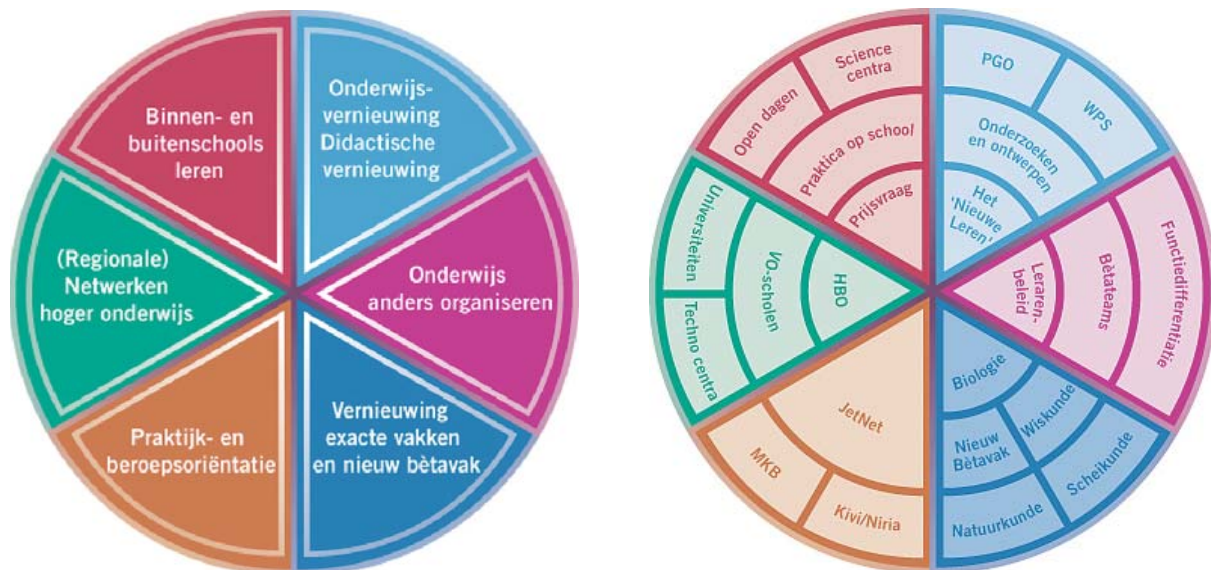 Binnen- en
buitenschools
leren
Onderwijs-
vernieuwing
Didactische
vernieuwing
(Regionale)
Netwerken
hoger onderwijs
Onderwijs
anders organiseren
Praktijk- en
beroepsoriëntatie
Vernieuwing
exacte vakken
en nieuw bètavak
Open dagen
Science
centra
Praktica op school
Prijsvraag
PGO
WPS
Onderzoeken
en ontwerpen
Het
'Nieuwe
Leren'
Universiteiten
Techno centra
VO-scholen
HBO
Leraren-
beleid
Bètateams
Functiedifferentiatie
JetNet
MKB
Kivi/Niria
Biologie
Nieuw
Bètavak
Wiskunde
Natuurkunde
Scheikunde